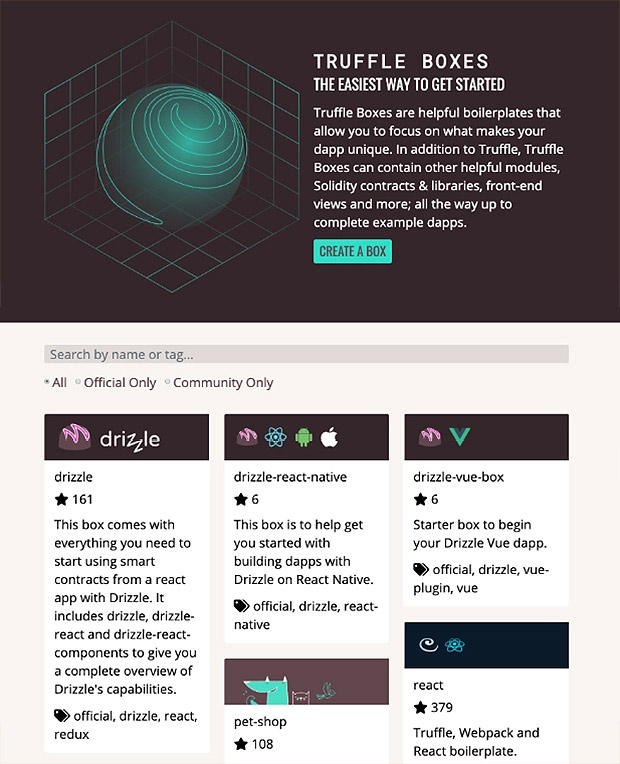 TRUFFLE BOXES
THE EASIEST WAY TO GET STARTED
Truffle Boxes are helpful boilerplates that
allow you to focus on what makes your
dapp unique. In addition to Truffle, Truffle
Boxes can contain other helpful modules,
Solidity contracts & libraries, front-end
views and more; all the way up to
complete example dapps.
CREATE A BOX
Search by name or tag...
All Official Only Community Only
drizzle
drizzle
161
This box comes with
everything you need to
start using smart
contracts from a react
app with Drizzle. It
includes drizzle, drizzle-
react and drizzle-react-
components to give you
a complete overview of
Drizzle's capabilities.
official, drizzle, react,
redux
drizzle-react-native
6
This box is to help get
you started with
building dapps with
Drizzle on React Native.
official, drizzle, react-
native
pet-shop
108
drizzle-vue-box
6
Starter box to begin
your Drizzle Vue dapp.
official, drizzle, vue-
plugin, vue
react
379
Truffle, Webpack and
React boilerplate.